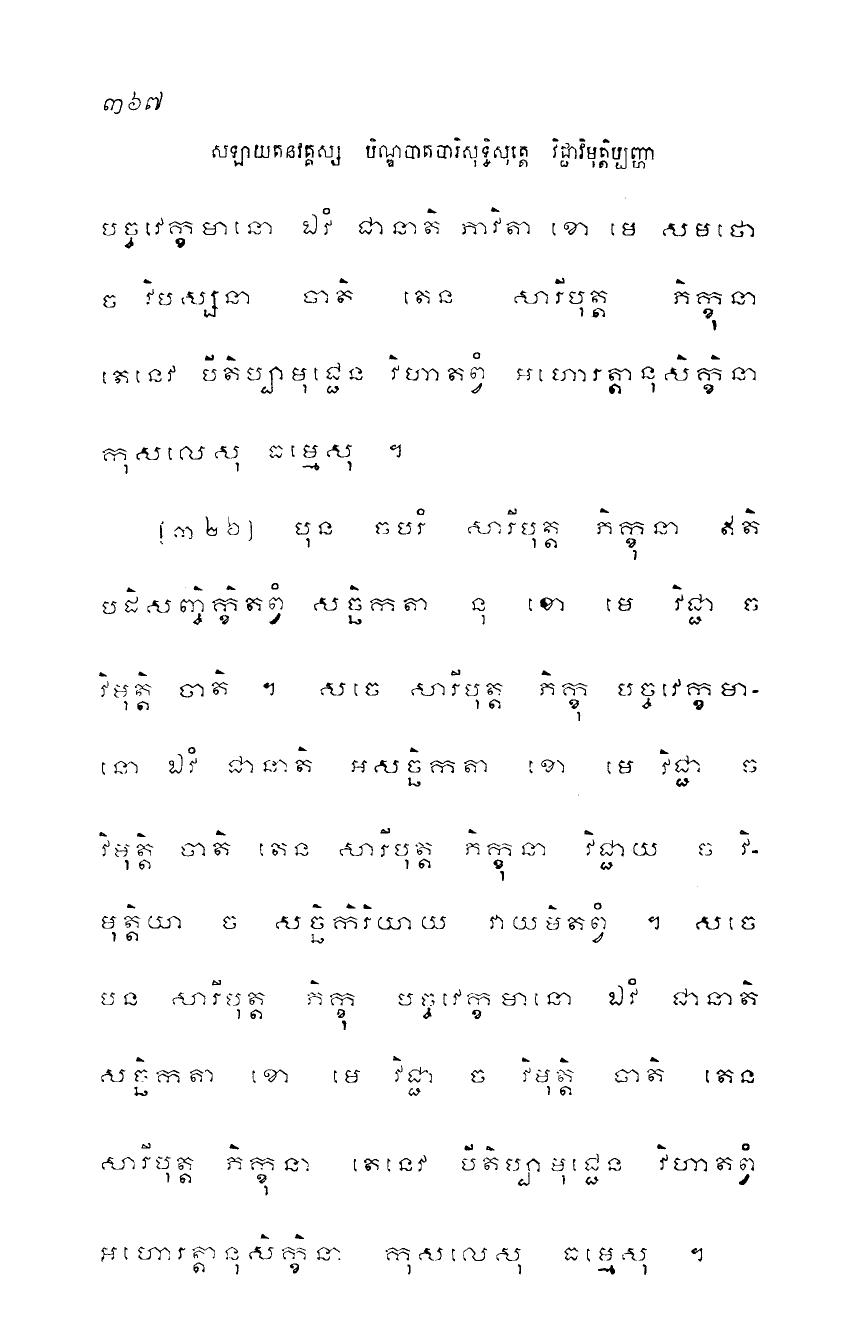 ៣៦៧
សឡាយតនវគ្គស្ស បិណ្ឌបាតបារិសុទ្ធិសុត្តេ វិជ្ជាវិមុត្តិប្បញ្ហា
បច្ចវេក្ខមានោ ឯវំ ជានាតិ ភាវិតា ខោ មេ សមថោ
ច វិបស្សនា ចាតិ តេន សារីបុត្ត ភិក្ខុនា
តេនេវ បីតិប្បាមុជ្ជេន វិហាតព្វំ អហោរត្តានុសិក្ខិនា
កុសលេសុ ធម្មេសុ ។
[៣២៦] បុន ចបរំ សារីបុត្ត ភិក្ខុនា ឥតិ
បដិសញ្ចិក្ខិតព្វំ សច្ឆិកតា នុ ខោ មេ វិជ្ជា ច
វិមុត្តិ ចាតិ ។ សចេ សារីបុត្ត ភិក្ខុ បច្ចវេក្ខមា-
នោ ឯវំ ជានាតិ អសច្ឆិកតា ខោ មេ វិជ្ជា ច
វិមុត្តិ ចាតិ តេន សារីបុត្ត ភិក្ខុនា វិជ្ជាយ ច វិ-
មុត្តិយា ច សច្ឆិកិរិយាយ វាយមិតព្វំ ។ សចេ
បន សារីបុត្ត ភិក្ខុ បច្ចវេក្ខមានោ ឯវំ ជានាតិ
សច្ឆិកតា ខោ មេ វិជ្ជា ច វិមុត្តិ ចាតិ តេន
សារីបុត្ត ភិក្ខុនា តេនេវ បីតិប្បាមុជ្ជេន វិហាតព្វំ
អហោរត្តានុសិក្ខិនា កុសលេសុ ធម្មេសុ ។